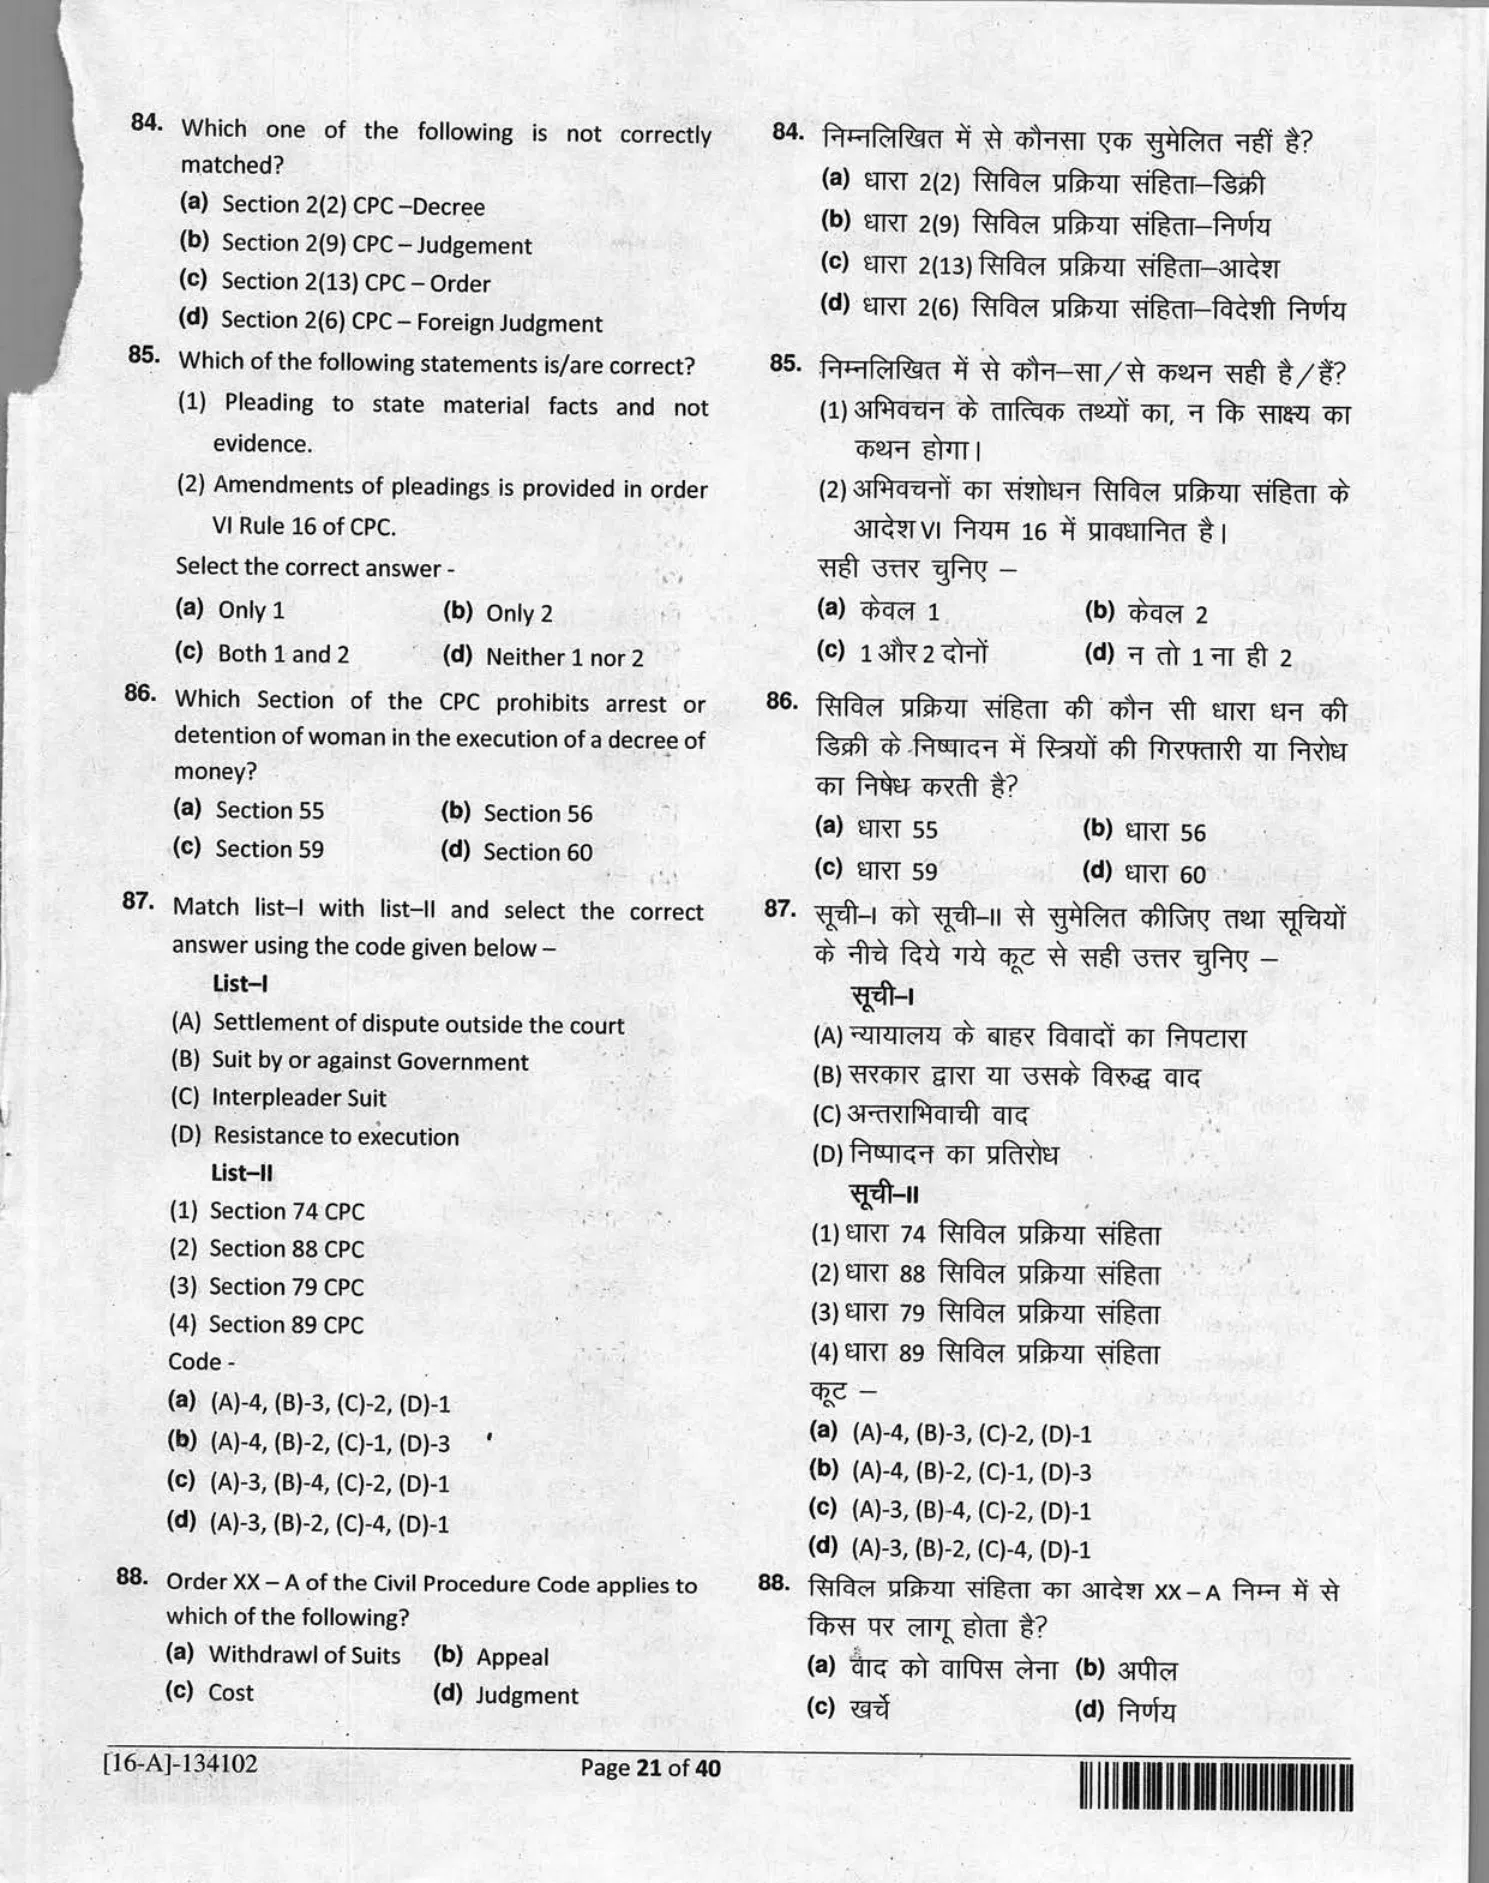 84. Which one of the following is not correctly
matched?
(a) Section 2(2) CPC –Decree
(b) Section 2(9) CPC – Judgement
(c) Section 2(13) CPC – Order
(d) Section 2(6) CPC – Foreign Judgment
85. Which of the following statements is/are correct?
(1) Pleading to state material facts and not
evidence.
(2) Amendments of pleadings is provided in order
VI Rule 16 of CPC.
Select the correct answer -
(a) Only 1 (b) Only 2
(c) Both 1 and 2 (d) Neither 1 nor 2
86. Which Section of the CPC prohibits arrest or
detention of woman in the execution of a decree of
money?
(a) Section 55 (b) Section 56
(c) Section 59 (d) Section 60
87. Match list–I with list–II and select the correct
answer using the code given below –
List–I
(A) Settlement of dispute outside the court
(B) Suit by or against Government
(C) Interpleader Suit
(D) Resistance to execution
List–II
(1) Section 74 CPC
(2) Section 88 CPC
(3) Section 79 CPC
(4) Section 89 CPC
Code -
(a) (A)-4, (B)-3, (C)-2, (D)-1
(b) (A)-4, (B)-2, (C)-1, (D)-3
(c) (A)-3, (B)-4, (C)-2, (D)-1
(d) (A)-3, (B)-2, (C)-4, (D)-1
88. Order XX – A of the Civil Procedure Code applies to
which of the following?
(a) Withdrawl of Suits (b) Appeal
(c) Cost (d) Judgment
84. निम्नलिखित में से कौनसा एक सुमेलित नहीं है?
(a) धारा 2(2) सिविल प्रक्रिया संहिता–डिक्री
(b) धारा 2(9) सिविल प्रक्रिया संहिता–निर्णय
(c) धारा 2(13) सिविल प्रक्रिया संहिता–आदेश
(d) धारा 2(6) सिविल प्रक्रिया संहिता–विदेशी निर्णय
85. निम्नलिखित में से कौन–सा/से कथन सही है/हैं?
(1) अभिवचन के तात्विक तथ्यों का, न कि साक्ष्य का
कथन होगा।
(2) अभिवचनों का संशोधन सिविल प्रक्रिया संहिता के
आदेश VI नियम 16 में प्रावधानित है।
सही उत्तर चुनिए –
(a) केवल 1 (b) केवल 2
(c) 1 और 2 दोनों (d) न तो 1 ना ही 2
86. सिविल प्रक्रिया संहिता की कौन सी धारा धन की
डिक्री के निष्पादन में स्त्रियों की गिरफ्तारी या निरोध
का निषेध करती है?
(a) धारा 55 (b) धारा 56
(c) धारा 59 (d) धारा 60
87. सूची–I को सूची–II से सुमेलित कीजिए तथा सूचियों
के नीचे दिये गये कूट से सही उत्तर चुनिए –
सूची–I
(A) न्यायालय के बाहर विवादों का निपटारा
(B) सरकार द्वारा या उसके विरुद्ध वाद
(C) अन्तराभिवाची वाद
(D) निष्पादन का प्रतिरोध
सूची–II
(1) धारा 74 सिविल प्रक्रिया संहिता
(2) धारा 88 सिविल प्रक्रिया संहिता
(3) धारा 79 सिविल प्रक्रिया संहिता
(4) धारा 89 सिविल प्रक्रिया संहिता
कूट –
(a) (A)-4, (B)-3, (C)-2, (D)-1
(b) (A)-4, (B)-2, (C)-1, (D)-3
(c) (A)-3, (B)-4, (C)-2, (D)-1
(d) (A)-3, (B)-2, (C)-4, (D)-1
88. सिविल प्रक्रिया संहिता का आदेश XX – A निम्न में से
किस पर लागू होता है?
(a) वाद को वापिस लेना (b) अपील
(c) खर्चे (d) निर्णय
[16-A]-134102 Page 21 of 40